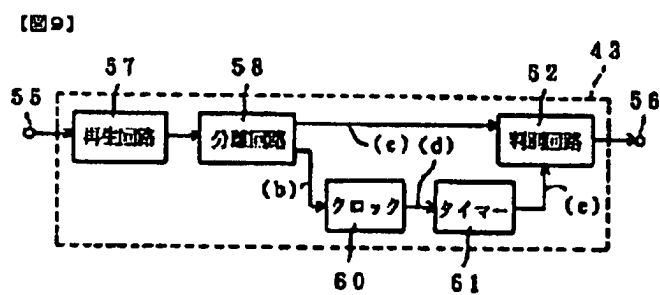 【図9】
57 58 62 43
55 56
再生回路 分離回路 判別回路
(c) (d)
(b) (e)
クロック タイマー
60 61